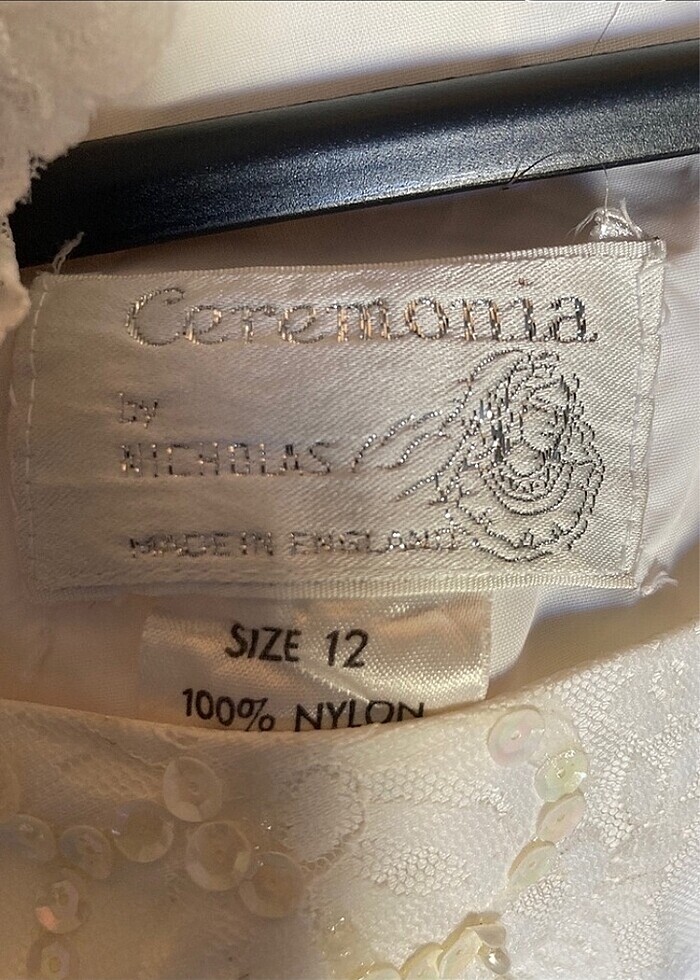 Ceremonia
by
NICHOLAS
MADE IN ENGLAND
SIZE 12
100% NYLON